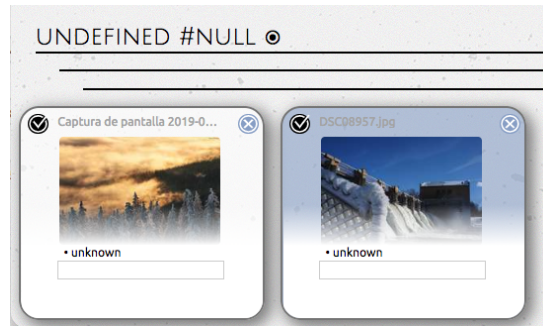 UNDEFINED #NULL
Captura de pantalla 2019-0...
DSC08957.jpg
• unknown
• unknown